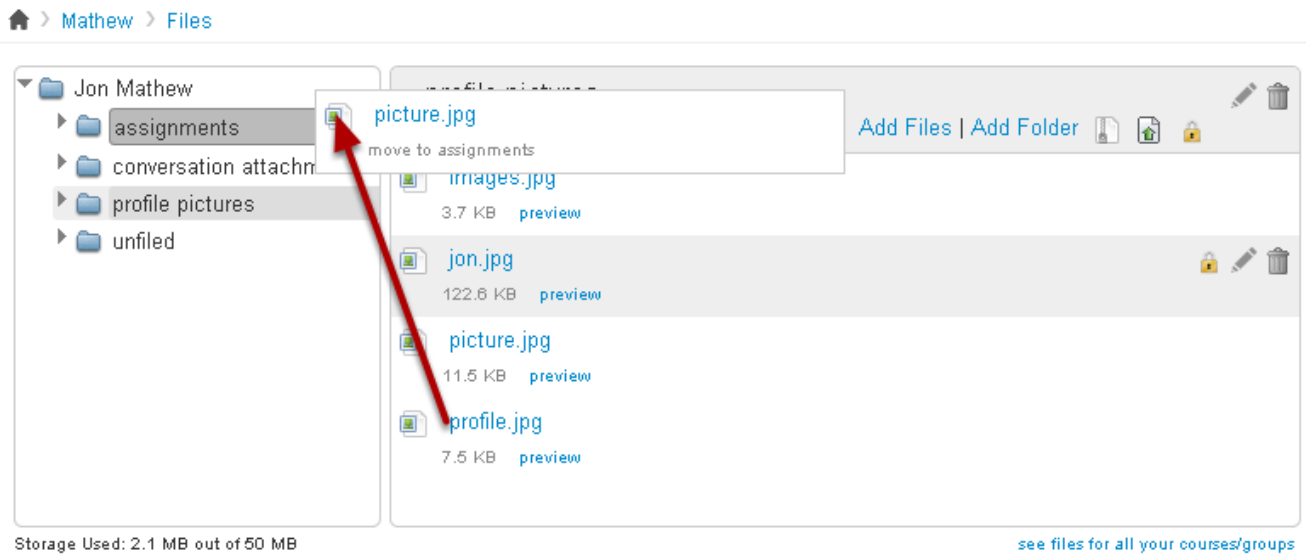 Mathew Files
Jon Mathew
assignments
conversation attachm
profile pictures
unfiled
profile pictures
picture.jpg
move to assignments
Add Files | Add Folder
images.jpg
3.7 KB preview
jon.jpg
122.6 KB preview
picture.jpg
11.5 KB preview
profile.jpg
7.5 KB preview
Storage Used: 2.1 MB out of 50 MB
see files for all your courses/groups